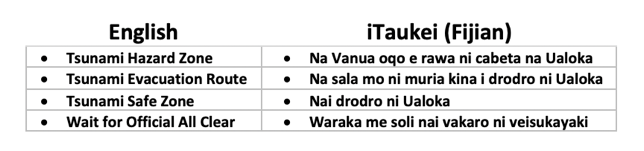 English iTaukei (Fijian)
• Tsunami Hazard Zone • Na Vanua oqo e rawa ni cabeta na Ualoka
• Tsunami Evacuation Route • Na sala mo ni muria kina i drodro ni Ualoka
• Tsunami Safe Zone • Nai drodro ni Ualoka
• Wait for Official All Clear • Waraka me soli nai vakaro ni veisukayaki